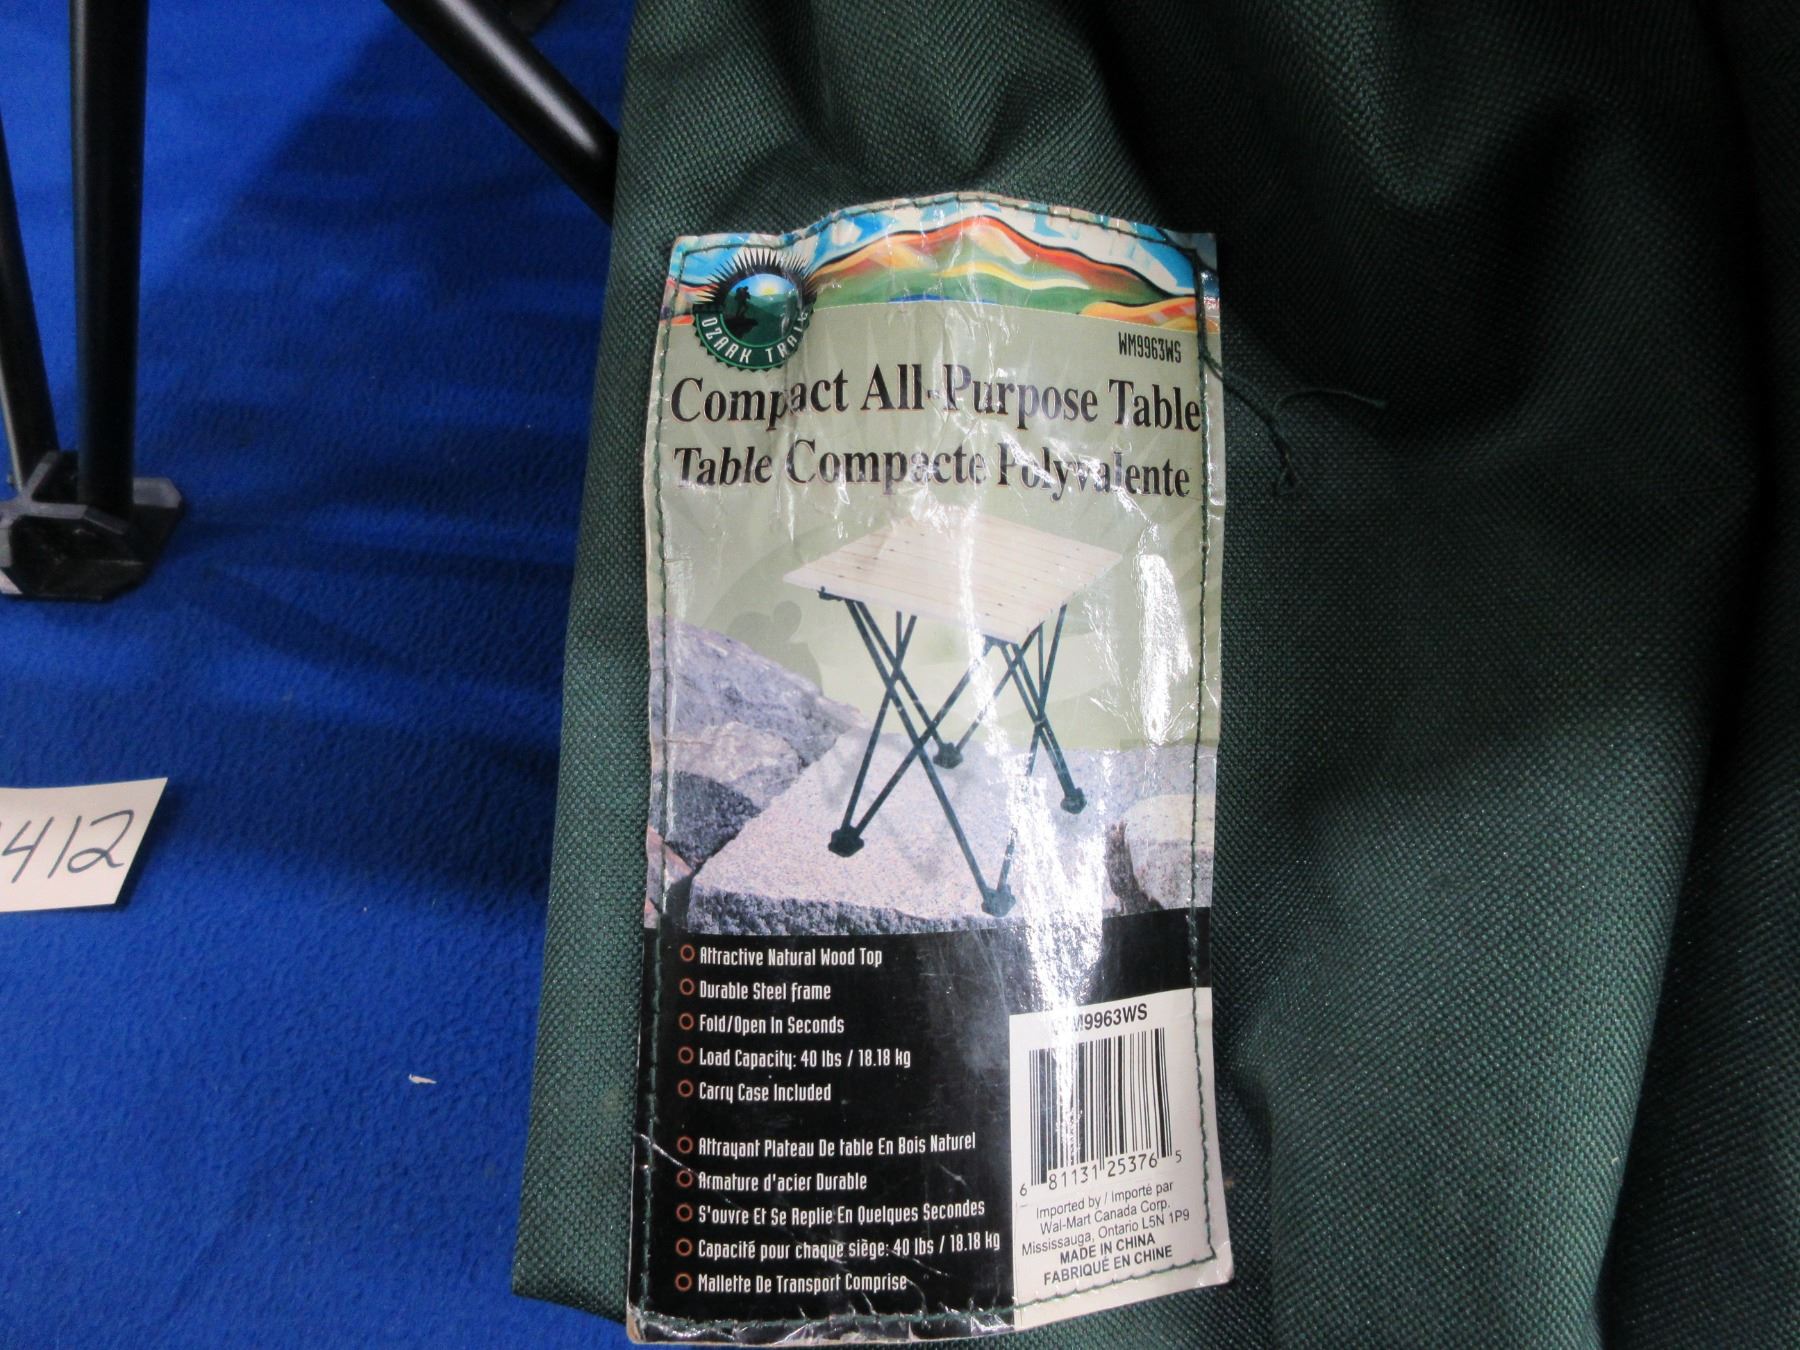 OZARK TRAIL
WM9963WS
Compact All-Purpose Table
Table Compacte Polyvalente
Attractive Natural Wood Top
Durable Steel frame
Fold/Open In Seconds
Load Capacity: 40 lbs / 18.18 kg
Carry Case Included
Attrayant Plateau De table En Bois Naturel
Armature d'acier Durable
S'ouvre Et Se Replie En Quelques Secondes
Capacité pour chaque siège: 40 lbs / 18.18 kg
Mallette De Transport Comprise
WM9963WS
6 81131 25376 5
Imported by / Importé par
Wal-Mart Canada Corp.
Mississauga, Ontario L5N 1P9
MADE IN CHINA
FABRIQUÉ EN CHINE
412